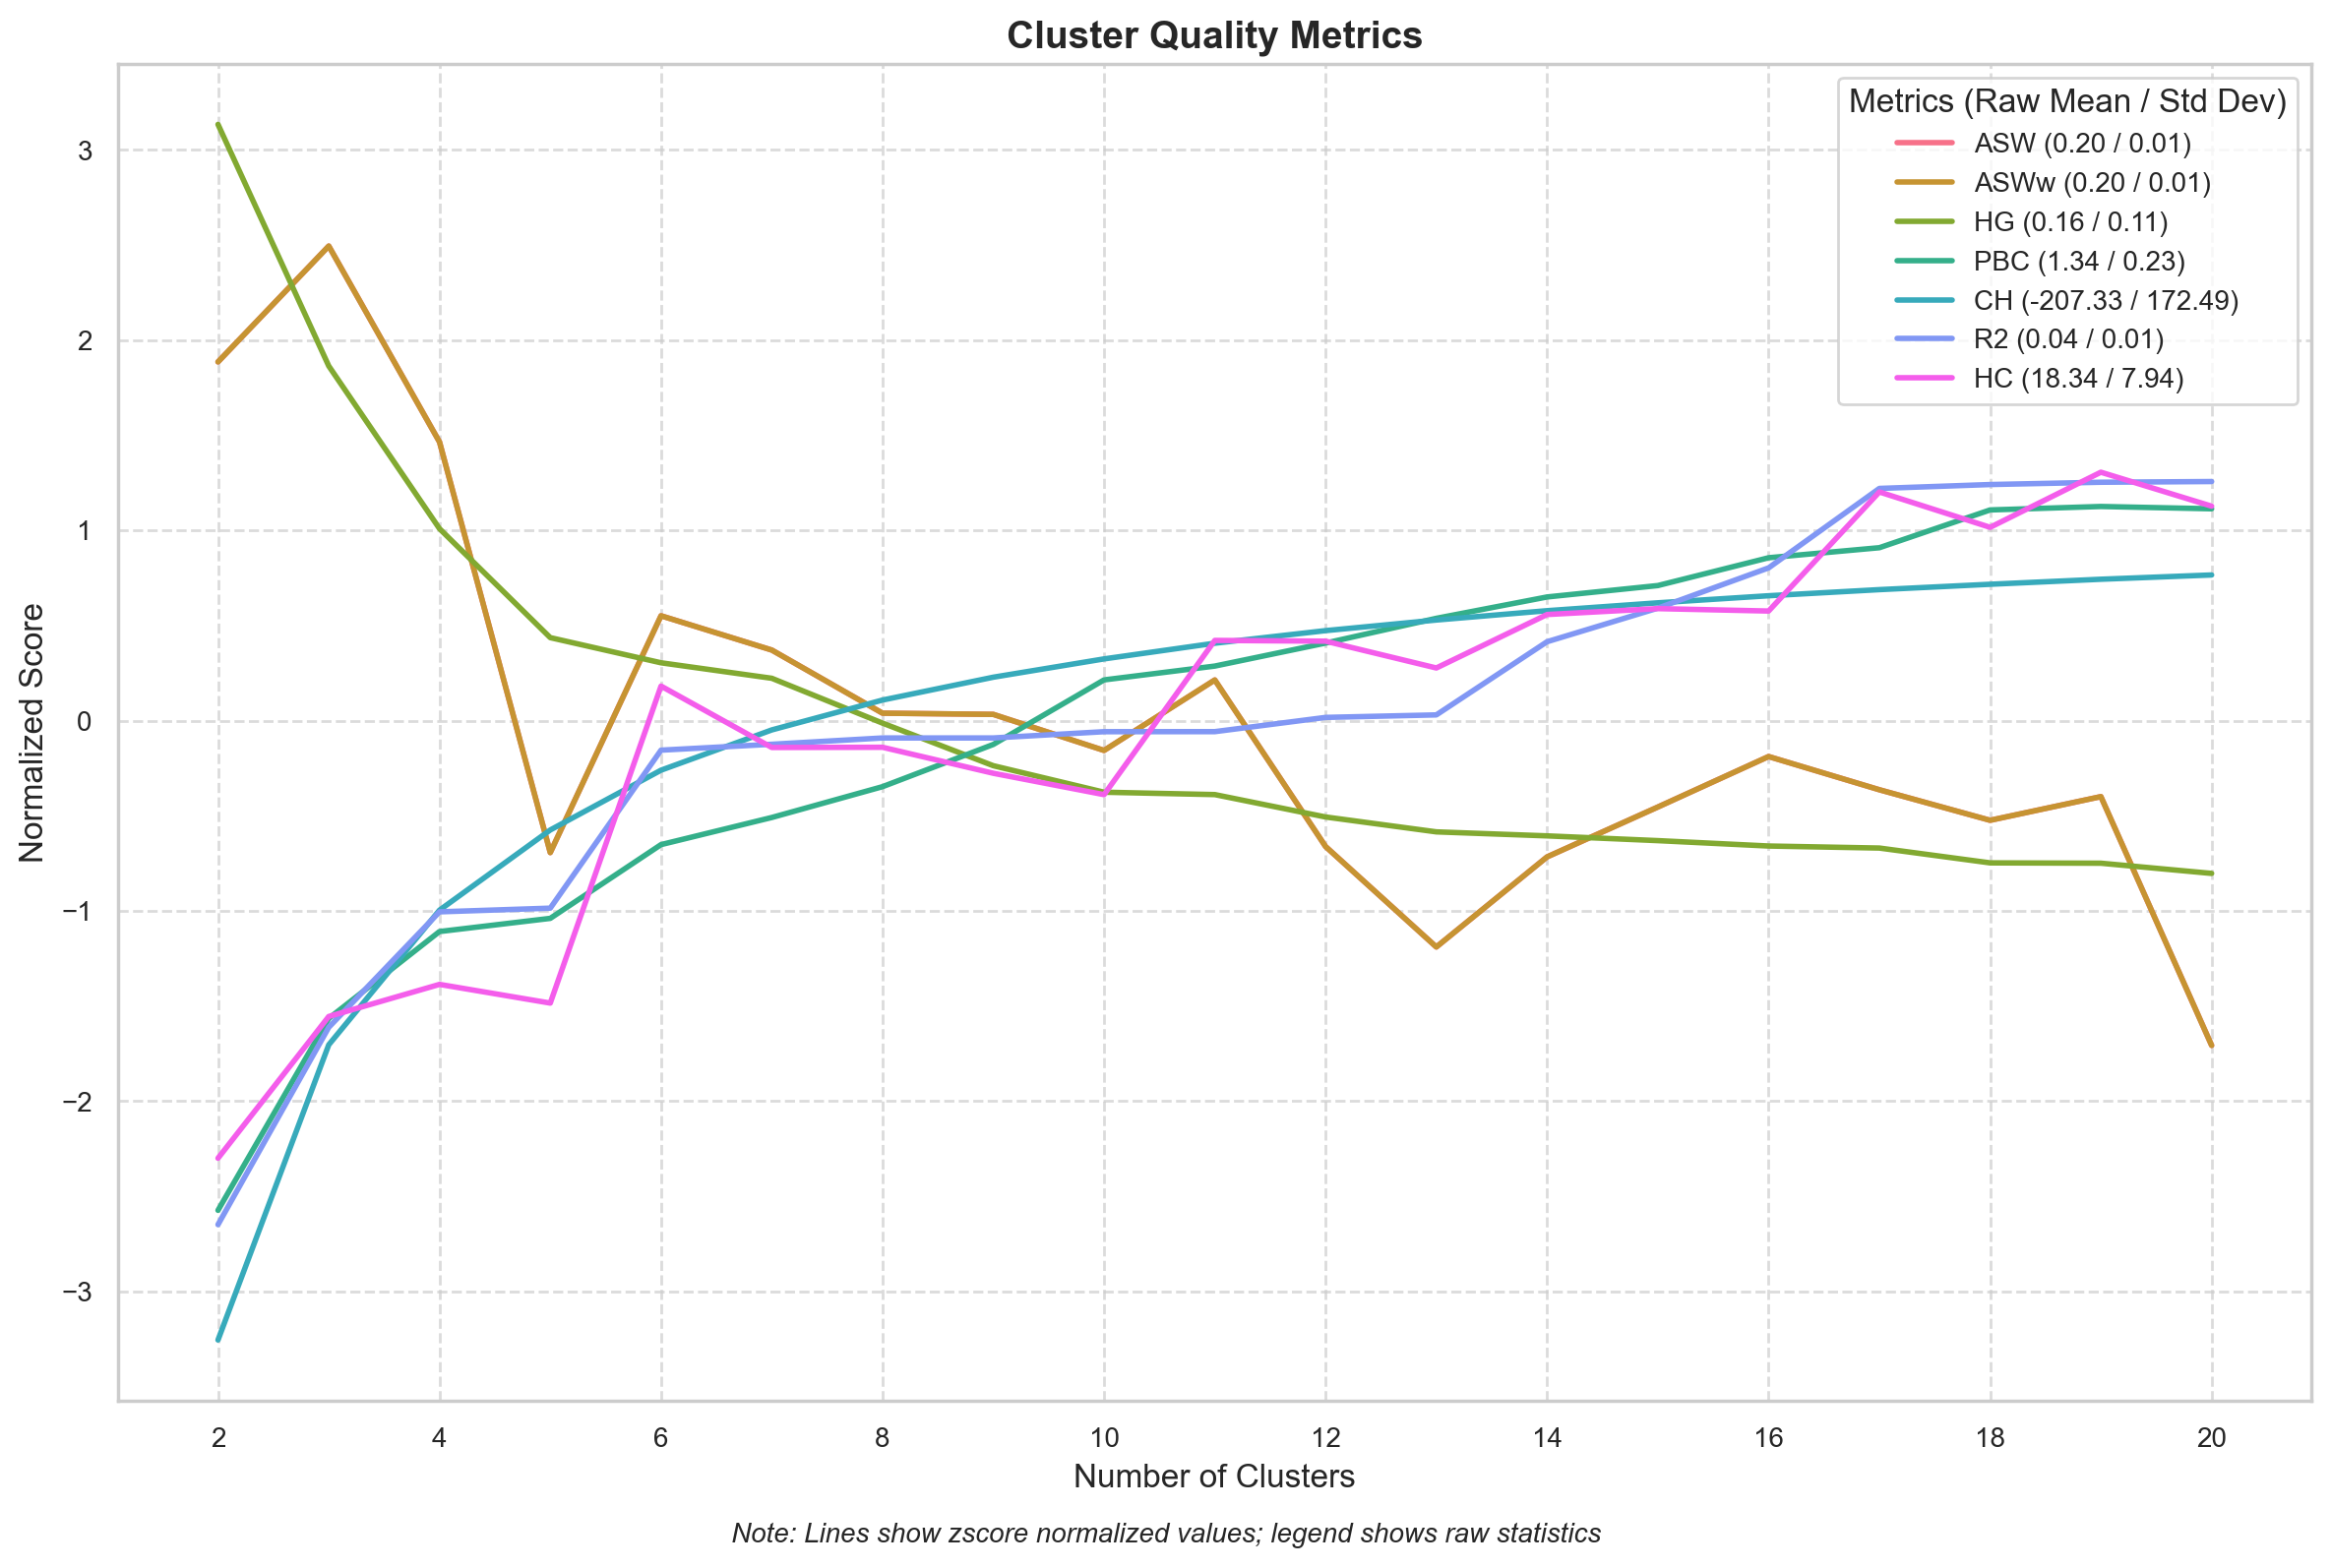 Cluster Quality Metrics
Metrics (Raw Mean / Std Dev)
ASW (0.20 / 0.01)
ASWw (0.20 / 0.01)
HG (0.16 / 0.11)
PBC (1.34 / 0.23)
CH (-207.33 / 172.49)
R2 (0.04 / 0.01)
HC (18.34 / 7.94)
Normalized Score
3
2
1
0
−1
−2
−3
2 4 6 8 10 12 14 16 18 20
Number of Clusters
Note: Lines show zscore normalized values; legend shows raw statistics